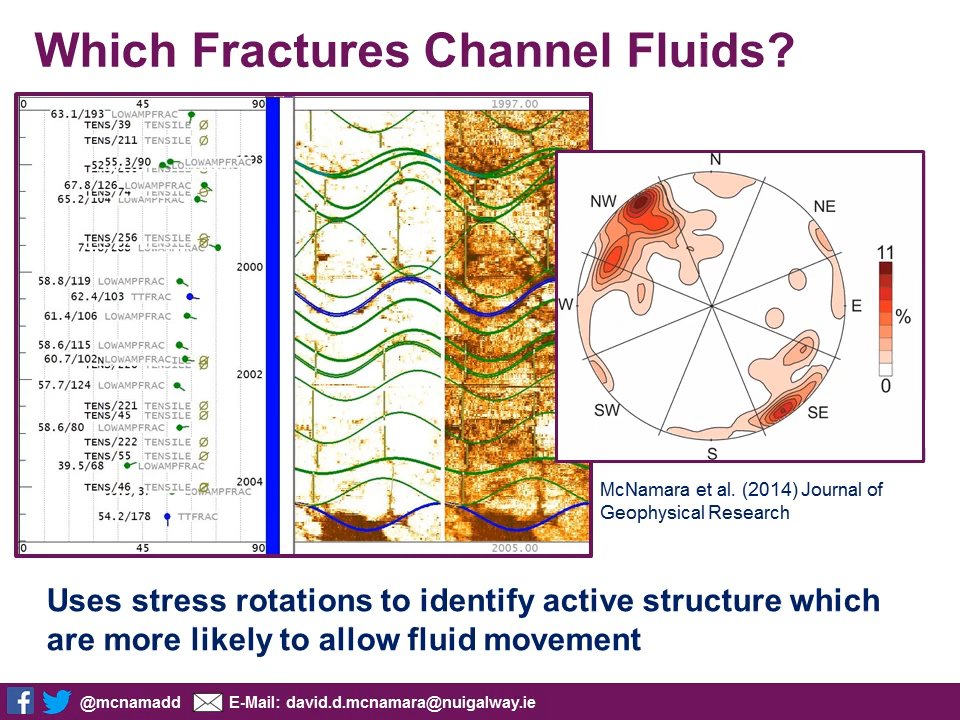 Which Fractures Channel Fluids?
0 45 90
1997.00
63.1/193 LOWAMPFRAC
TENS/39 TENSILE
TENS/211 TENSILE
55.3/90 LOWAMPFRAC
67.8/126 LOWAMPFRAC
TENS/74 TENSILE
65.2/104 LOWAMPFRAC
TENS/256 TENSILE
LOWAMPFRAC
2000
58.8/119 LOWAMPFRAC
62.4/103 TTFRAC
61.4/106 LOWAMPFRAC
58.6/115 LOWAMPFRAC
60.7/102 LOWAMPFRAC
2002
57.7/124 LOWAMPFRAC
TENS/221 TENSILE
TENS/45 TENSILE
58.6/80 LOWAMPFRAC
TENS/222 TENSILE
TENS/55 TENSILE
39.5/68 LOWAMPFRAC
2004
TENS/46 TENSILE
54.2/178 TTFRAC
0 45 90
2005.00
N
NW
NE
W
E
SW
SE
S
11
%
0
McNamara et al. (2014) Journal of
Geophysical Research
Uses stress rotations to identify active structure which
are more likely to allow fluid movement
@mcnamadd E-Mail: david.d.mcnamara@nuigalway.ie